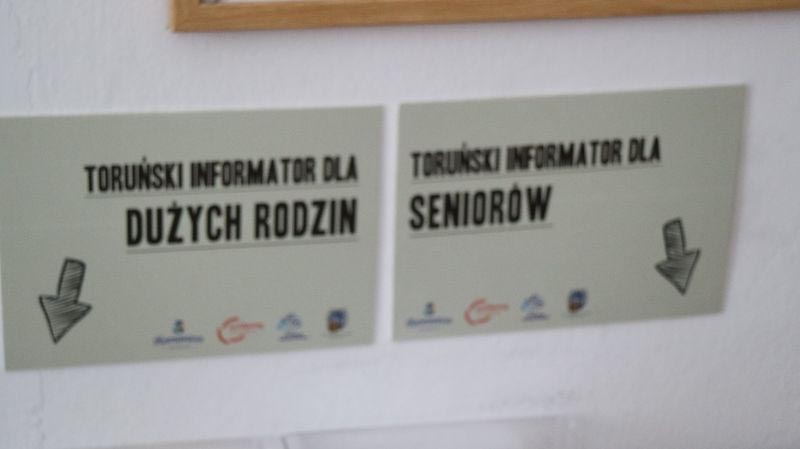 TORUŃSKI INFORMATOR DLA
DUŻYCH RODZIN
TORUŃSKI INFORMATOR DLA
SENIORÓW